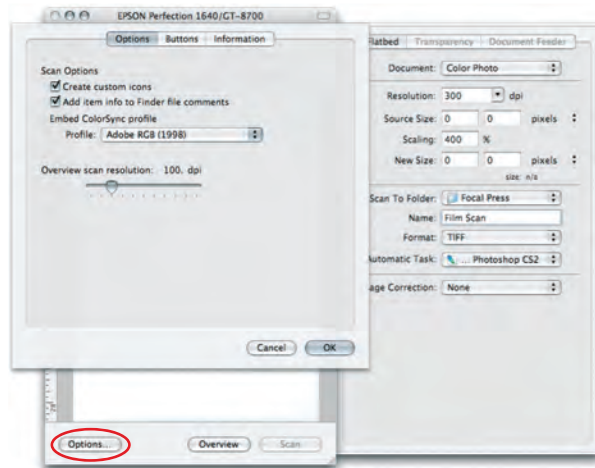 EPSON Perfection 1640/GT-8700
Options Buttons Information
Scan Options
Create custom icons
Add item info to Finder file comments
Embed ColorSync profile
Profile: Adobe RGB (1998)
Overview scan resolution: 100. dpi
Cancel OK
Options... Overview Scan
Flatbed Transparency Document Feeder
Document: Color Photo
Resolution: 300 dpi
Source Size: 0 0 pixels
Scaling: 400 %
New Size: 0 0 pixels
size: n/a
Scan To Folder: Focal Press
Name: Film Scan
Format: TIFF
utomatic Task: ... Photoshop CS2
age Correction: None